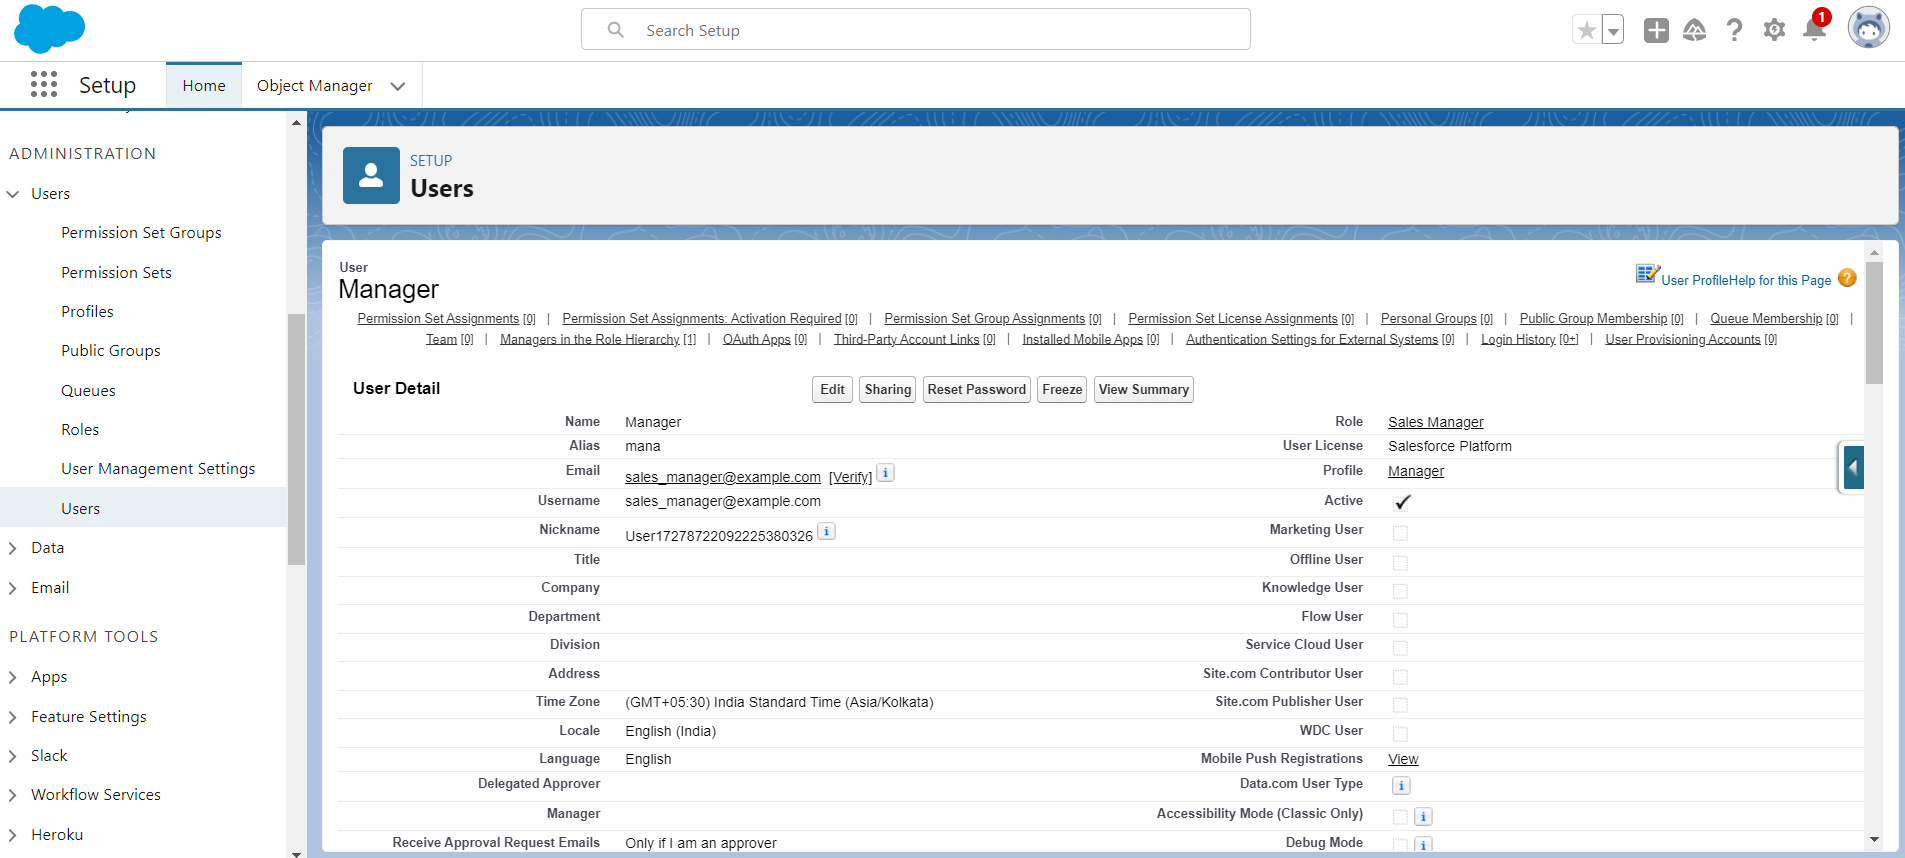 Search Setup
1
Setup
Home
Object Manager
ADMINISTRATION
Users
Permission Set Groups
Permission Sets
Profiles
Public Groups
Queues
Roles
User Management Settings
Users
Data
Email
PLATFORM TOOLS
Apps
Feature Settings
Slack
Workflow Services
Heroku
SETUP
Users
User
Manager
User ProfileHelp for this Page ?
Permission Set Assignments [0] | Permission Set Assignments: Activation Required [0] | Permission Set Group Assignments [0] | Permission Set License Assignments [0] | Personal Groups [0] | Public Group Membership [0] | Queue Membership [0] |
Team [0] | Managers in the Role Hierarchy [1] | OAuth Apps [0] | Third-Party Account Links [0] | Installed Mobile Apps [0] | Authentication Settings for External Systems [0] | Login History [0+] | User Provisioning Accounts [0]
User Detail
Edit Sharing Reset Password Freeze View Summary
Name Manager Role Sales Manager
Alias mana User License Salesforce Platform
Email sales_manager@example.com [Verify] i Profile Manager
Username sales_manager@example.com Active
Nickname User17278722092225380326 i Marketing User
Title Offline User
Company Knowledge User
Department Flow User
Division Service Cloud User
Address Site.com Contributor User
Time Zone (GMT+05:30) India Standard Time (Asia/Kolkata) Site.com Publisher User
Locale English (India) WDC User
Language English Mobile Push Registrations View
Delegated Approver Data.com User Type i
Manager Accessibility Mode (Classic Only) i
Receive Approval Request Emails Only if I am an approver Debug Mode i